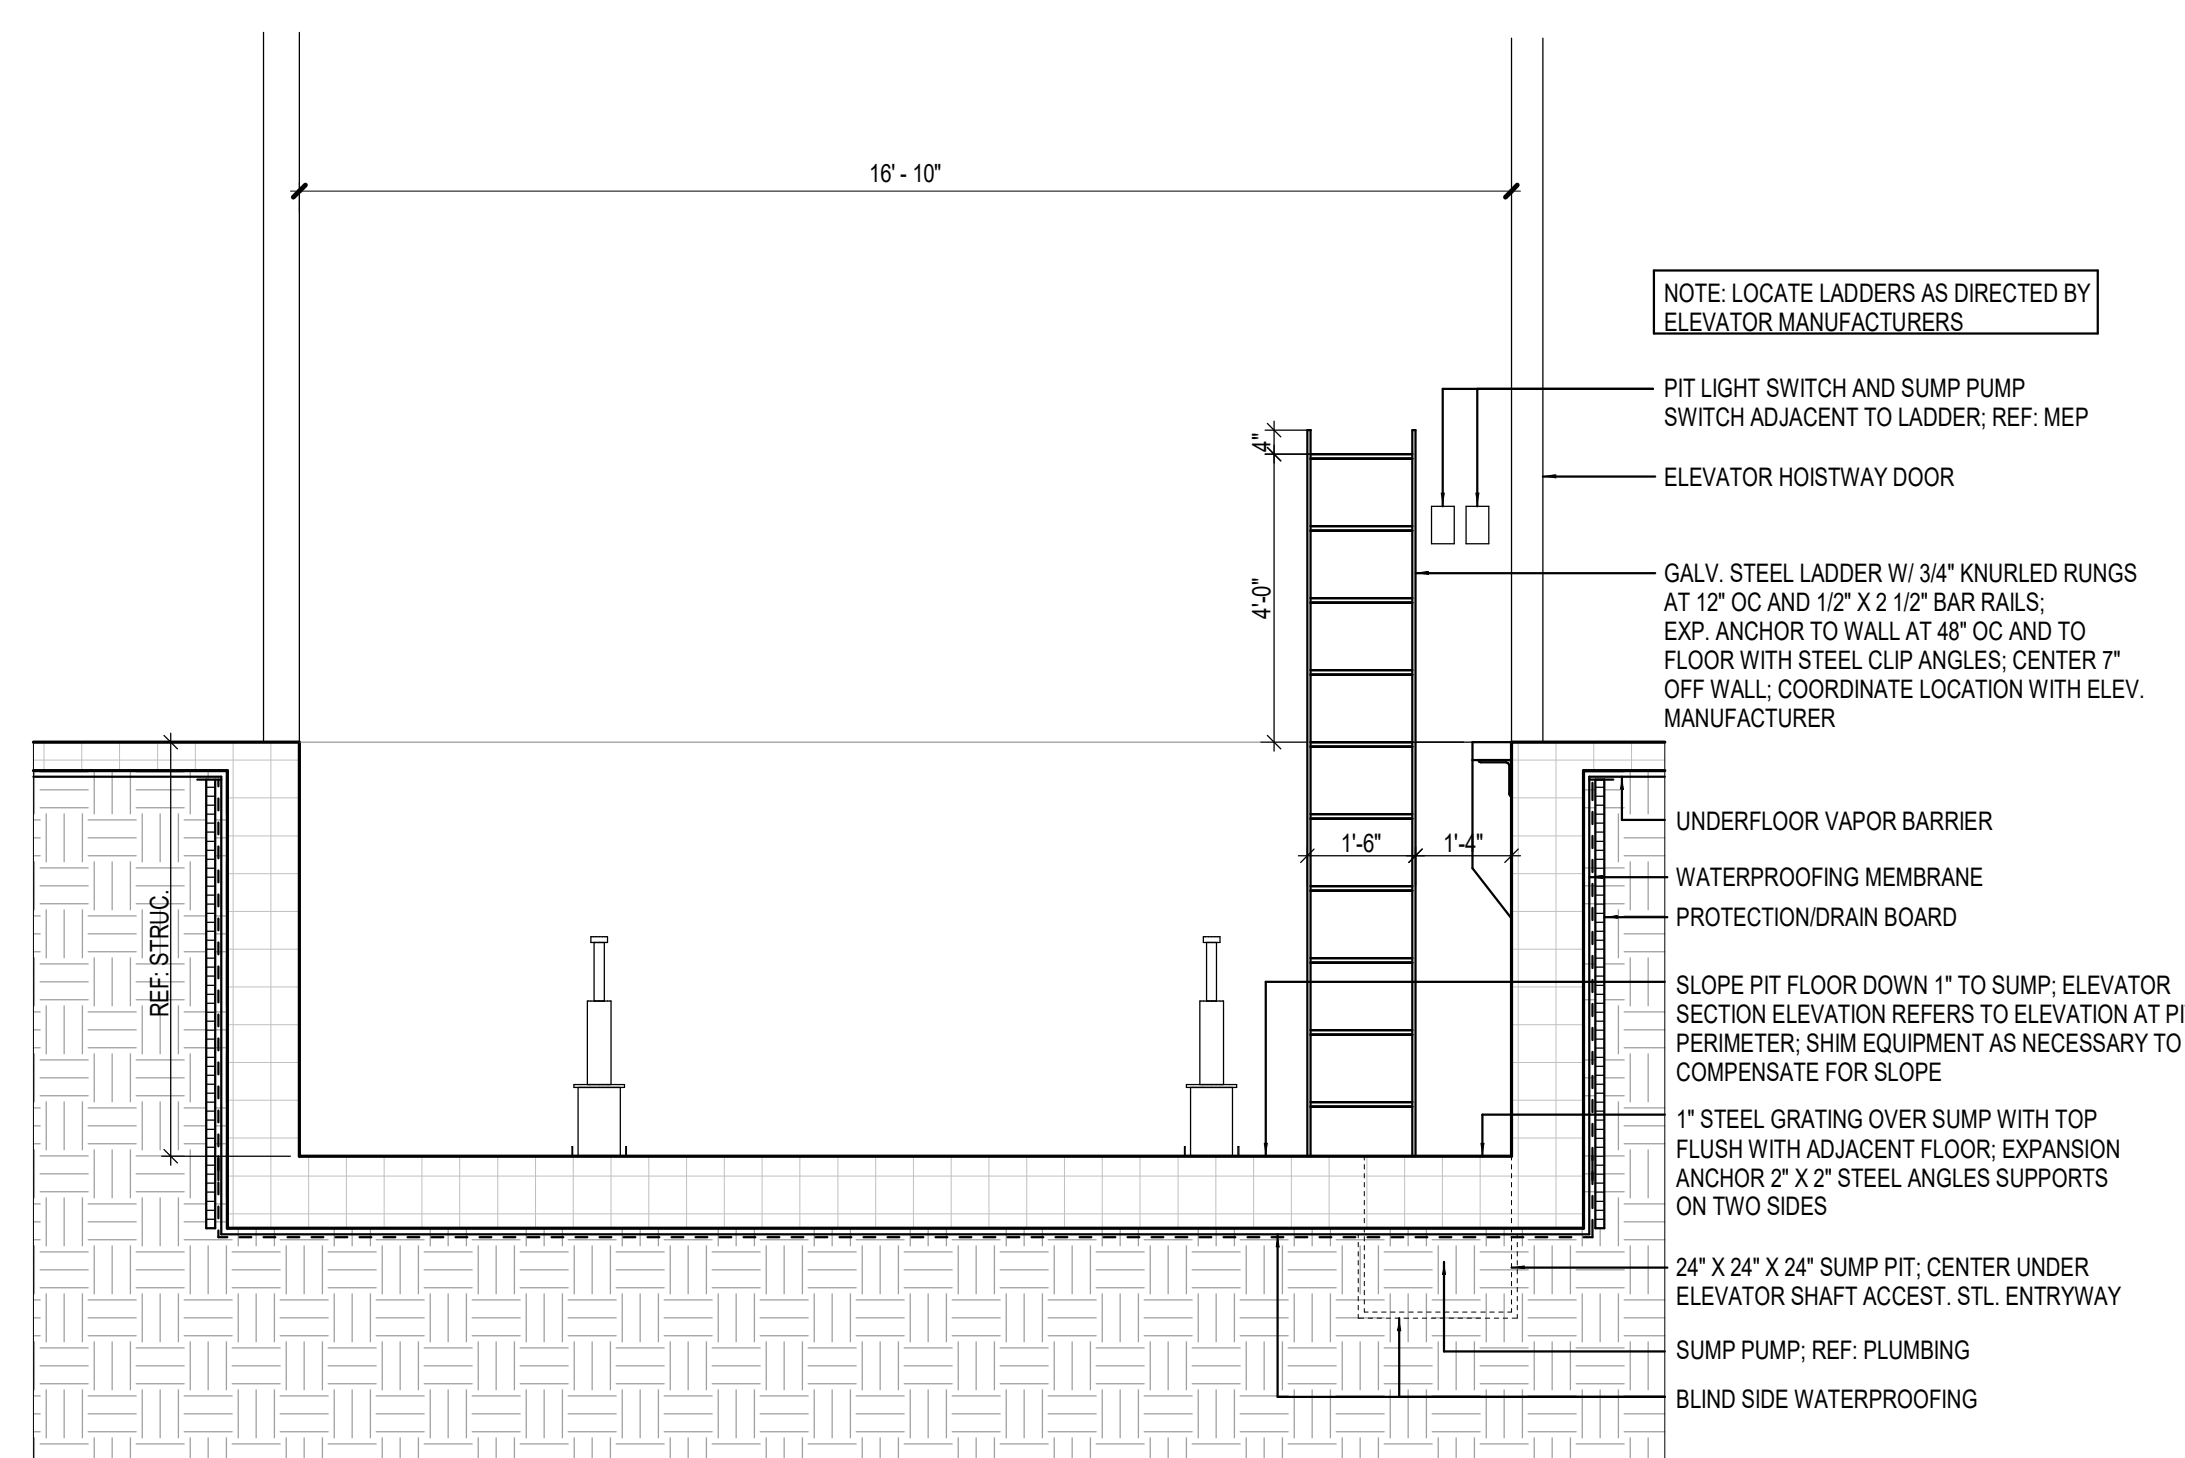 16' - 10"
NOTE: LOCATE LADDERS AS DIRECTED BY
ELEVATOR MANUFACTURERS
PIT LIGHT SWITCH AND SUMP PUMP
SWITCH ADJACENT TO LADDER; REF: MEP
4"
ELEVATOR HOISTWAY DOOR
4'-0"
GALV. STEEL LADDER W/ 3/4" KNURLED RUNGS
AT 12" OC AND 1/2" X 2 1/2" BAR RAILS;
EXP. ANCHOR TO WALL AT 48" OC AND TO
FLOOR WITH STEEL CLIP ANGLES; CENTER 7"
OFF WALL; COORDINATE LOCATION WITH ELEV.
MANUFACTURER
UNDERFLOOR VAPOR BARRIER
1'-6"
1'-4"
WATERPROOFING MEMBRANE
PROTECTION/DRAIN BOARD
REF: STRUC.
SLOPE PIT FLOOR DOWN 1" TO SUMP; ELEVATOR
SECTION ELEVATION REFERS TO ELEVATION AT PI
PERIMETER; SHIM EQUIPMENT AS NECESSARY TO
COMPENSATE FOR SLOPE
1" STEEL GRATING OVER SUMP WITH TOP
FLUSH WITH ADJACENT FLOOR; EXPANSION
ANCHOR 2" X 2" STEEL ANGLES SUPPORTS
ON TWO SIDES
24" X 24" X 24" SUMP PIT; CENTER UNDER
ELEVATOR SHAFT ACCEST. STL. ENTRYWAY
SUMP PUMP; REF: PLUMBING
BLIND SIDE WATERPROOFING